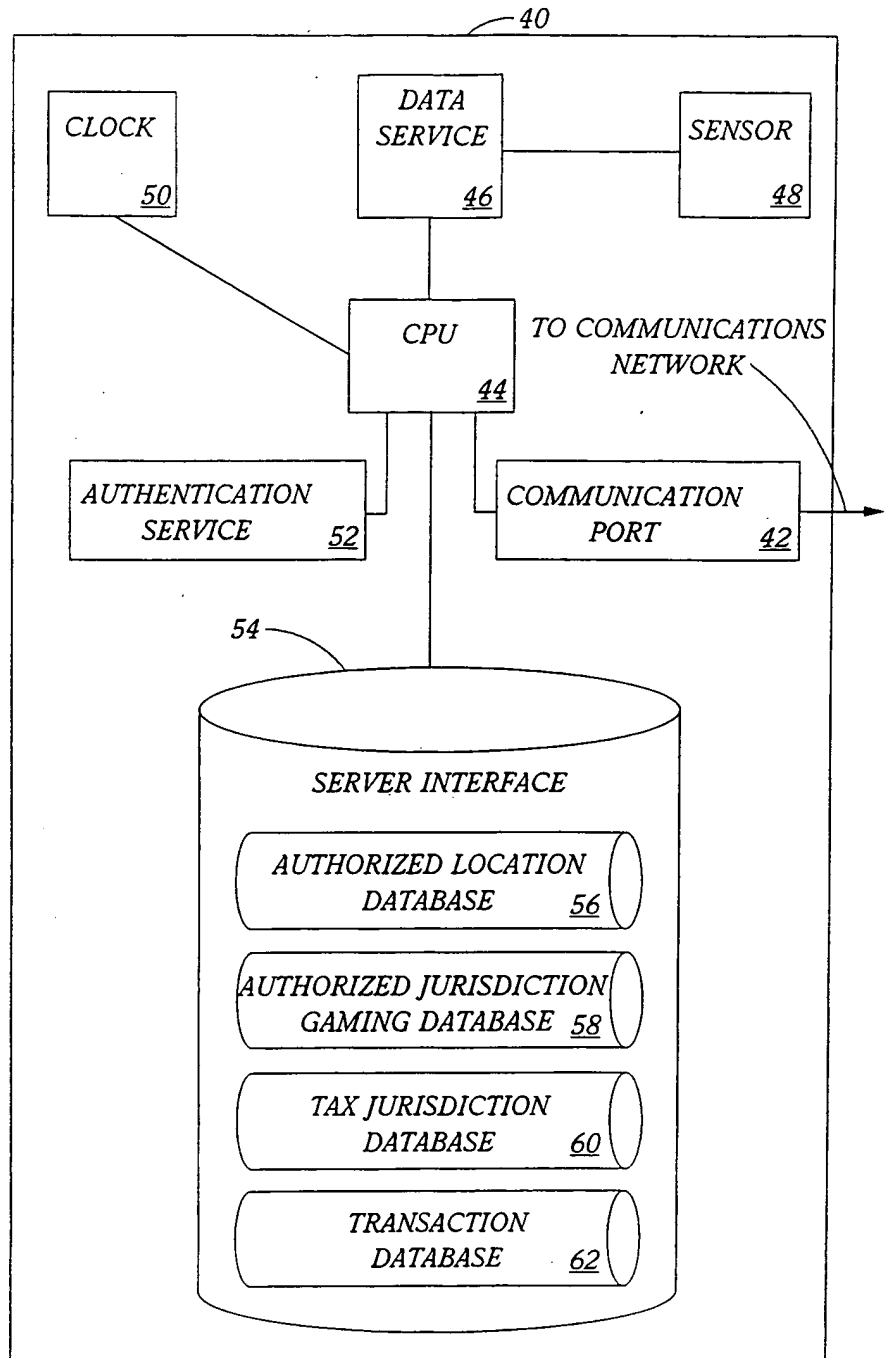 40
CLOCK
50
DATA
SERVICE
46
SENSOR
48
CPU
44
TO COMMUNICATIONS
NETWORK
AUTHENTICATION
SERVICE
52
COMMUNICATION
PORT
42
54
SERVER INTERFACE
AUTHORIZED LOCATION
DATABASE
56
AUTHORIZED JURISDICTION
GAMING DATABASE
58
TAX JURISDICTION
DATABASE
60
TRANSACTION
DATABASE
62